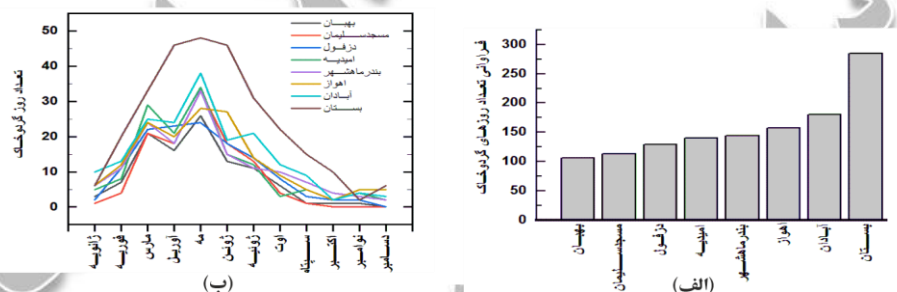 فراوانی تعداد روزهای گردوخاک
300
250
200
150
100
50
0
بهبهان
مسجدسلیمان
دزفول
امیدیه
بندرماهشهر
اهواز
آبادان
بستان
(الف)
تعداد روز گردوخاک
50
40
30
20
10
0
بهبهان
مسجدسلیمان
دزفول
امیدیه
بندرماهشهر
اهواز
آبادان
بستان
ژانویه
فوریه
مارس
آوریل
مه
ژوئن
ژوئیه
اوت
سپتامبر
اکتبر
نوامبر
دسامبر
(ب)